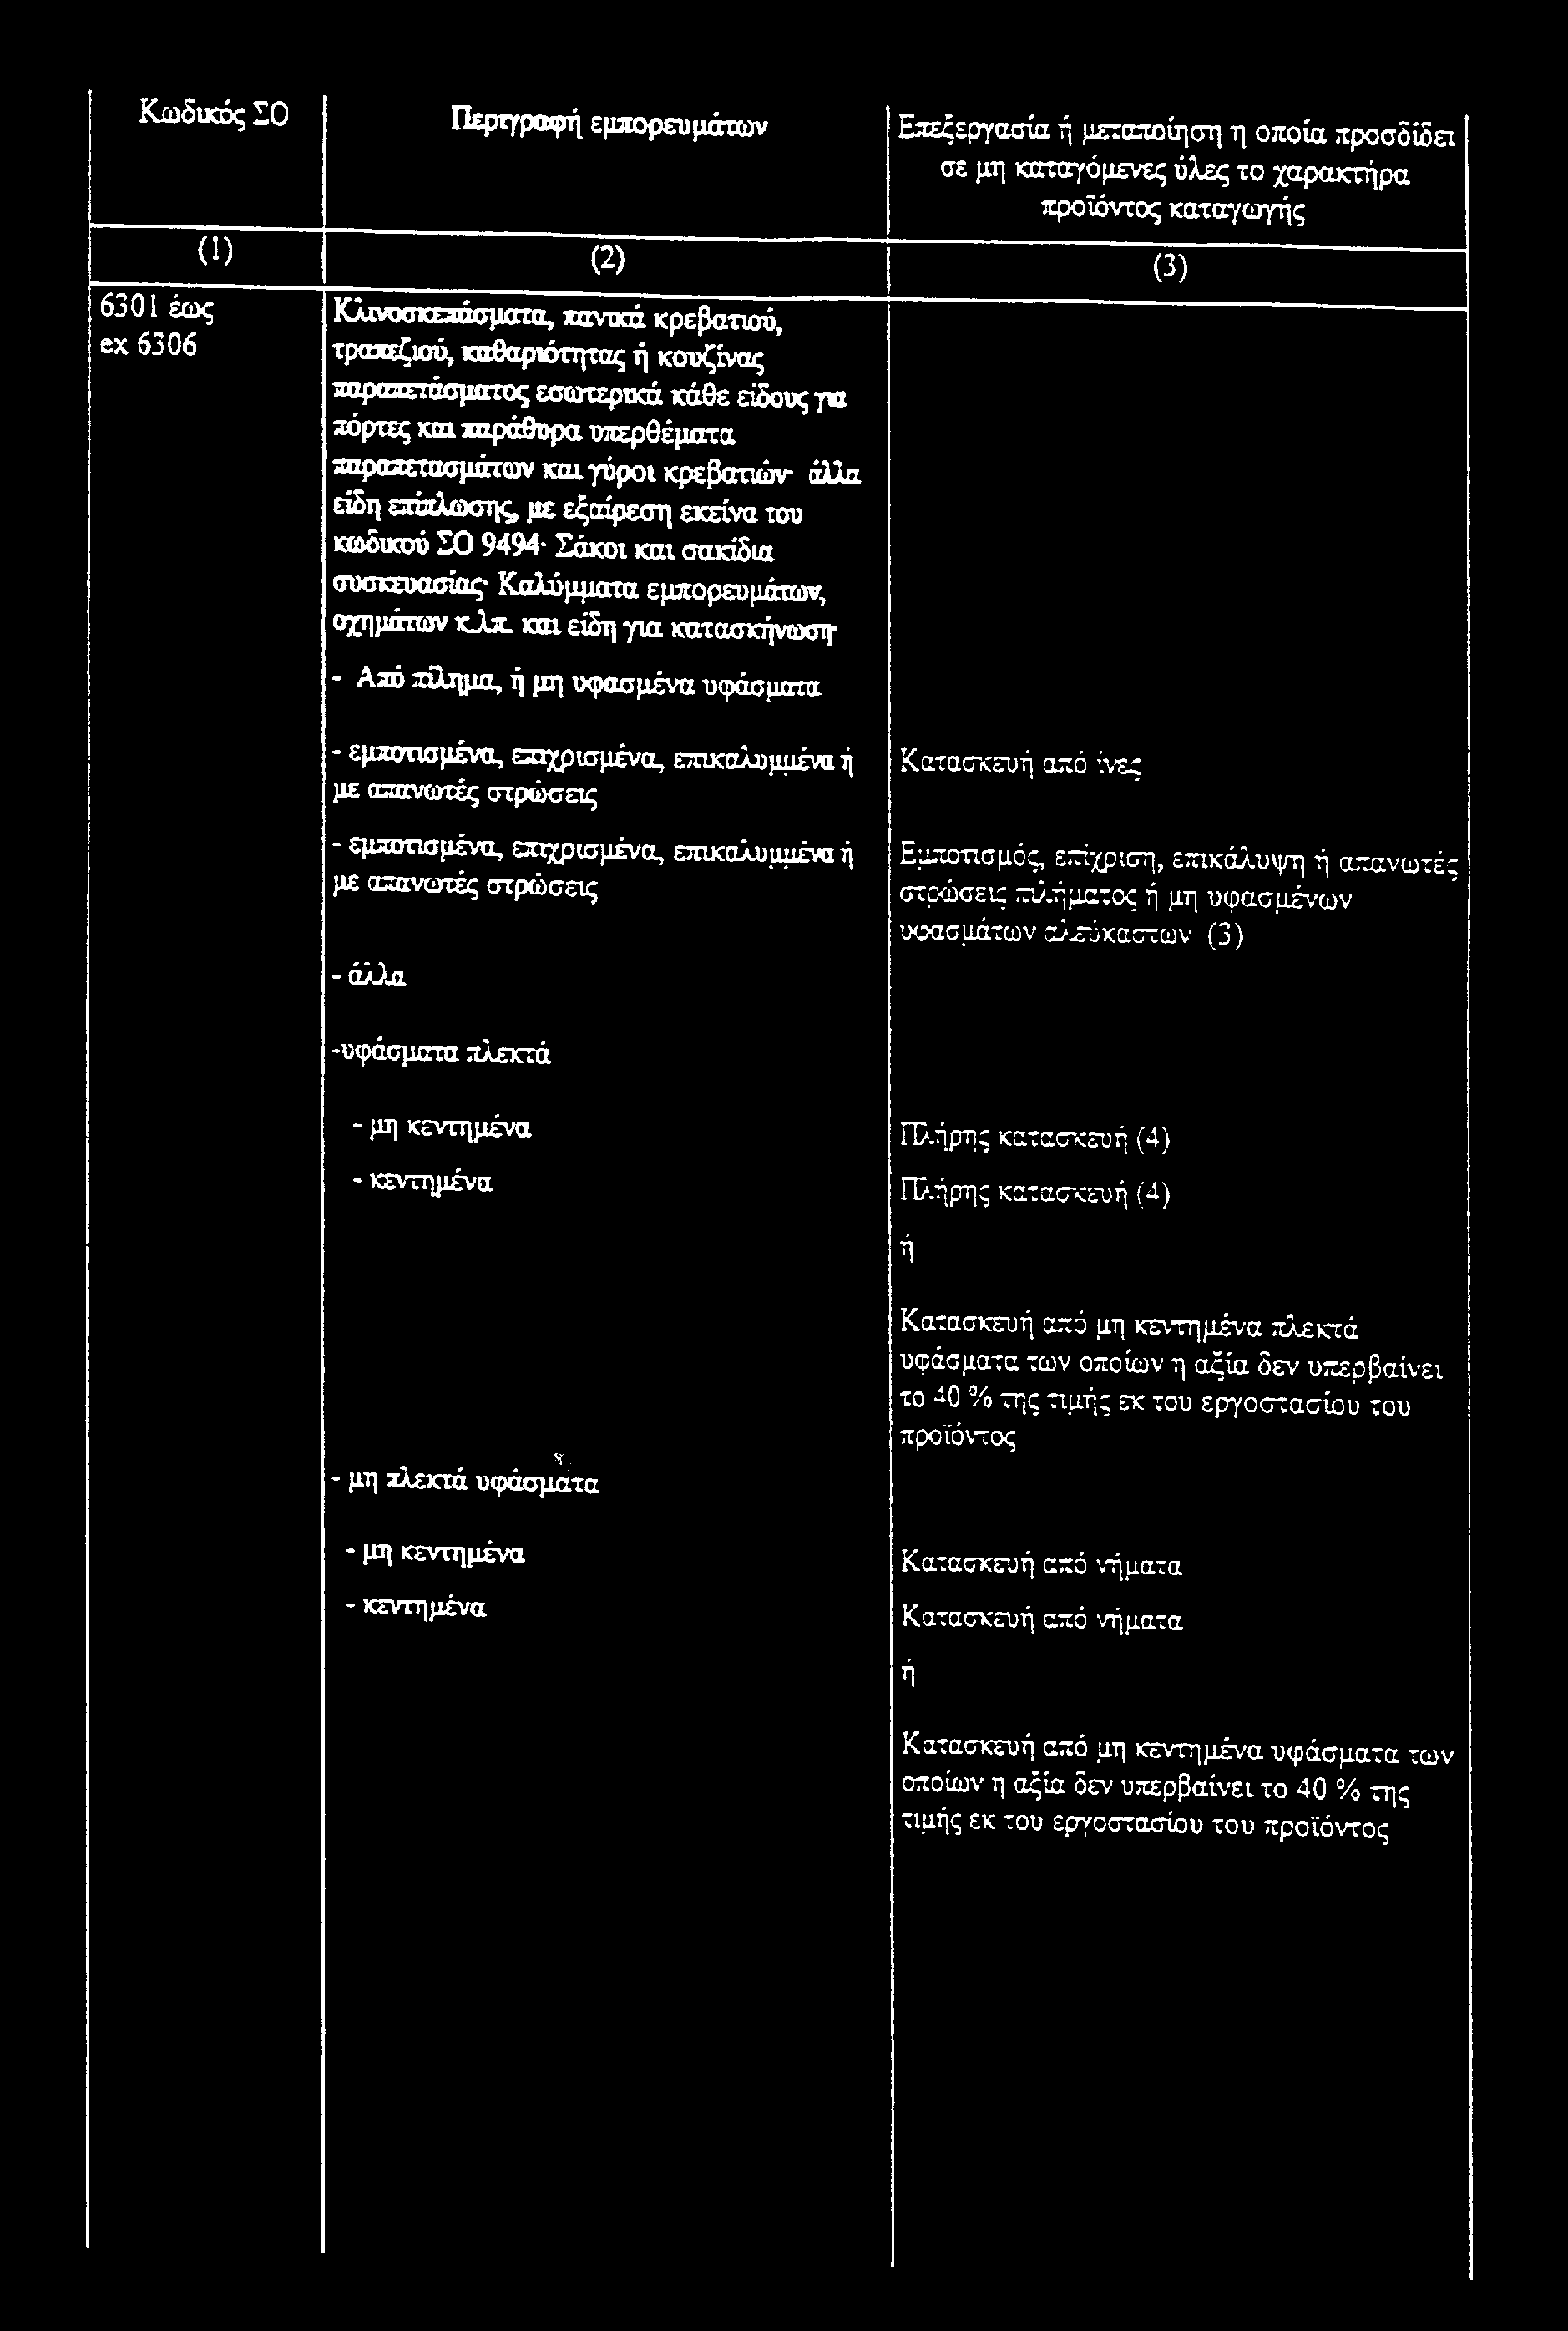 Κωδικός ΣΟ
Περιγραφή εμπορευμάτων
Επεξεργασία ή μεταποίηση η οποία προσδίδει
σε μη καταγόμενες ύλες το χαρακτήρα
προϊόντος καταγωγής
(1)
(2)
(3)
6301 έως
ex 6306
Κλινοσκεπάσματα, πανικά κρεβατιού,
τραπεζιού, καθαριότητας ή κουζίνας
παραπετάσματος εσωτερικά κάθε είδους για
πόρτες και παράθυρα υπερθέματα
παραπετασμάτων και γύροι κρεβατιών· άλλα
είδη επίπλωσης, με εξαίρεση εκείνα του
κωδικού ΣΟ 9494· Σάκοι και σακίδια
συσκευασίας· Καλύμματα εμπορευμάτων,
οχημάτων κ.λπ. και είδη για κατασκήνωση·
- Από πίλημα, ή μη υφασμένα υφάσματα
- εμποτισμένα, επιχρισμένα, επικαλυμμένα ή
με απανωτές στρώσεις
Κατασκευή από ίνες
- εμποτισμένα, επιχρισμένα, επικαλυμμένα ή
με απανωτές στρώσεις
Εμποτισμός, επίχριση, επικάλυψη ή απανωτές
στρώσεις πιλήματος ή μη υφασμένων
υφασμάτων αλεύκαστων (3)
- άλλα
-υφάσματα πλεκτά
- μη κεντημένα
Πλήρης κατασκευή (4)
- κεντημένα
Πλήρης κατασκευή (4)
ή
Κατασκευή από μη κεντημένα πλεκτά
υφάσματα των οποίων η αξία δεν υπερβαίνει
το 40 % της τιμής εκ του εργοστασίου του
προϊόντος
- μη πλεκτά υφάσματα
- μη κεντημένα
Κατασκευή από νήματα
- κεντημένα
Κατασκευή από νήματα
ή
Κατασκευή από μη κεντημένα υφάσματα των
οποίων η αξία δεν υπερβαίνει το 40 % της
τιμής εκ του εργοστασίου του προϊόντος